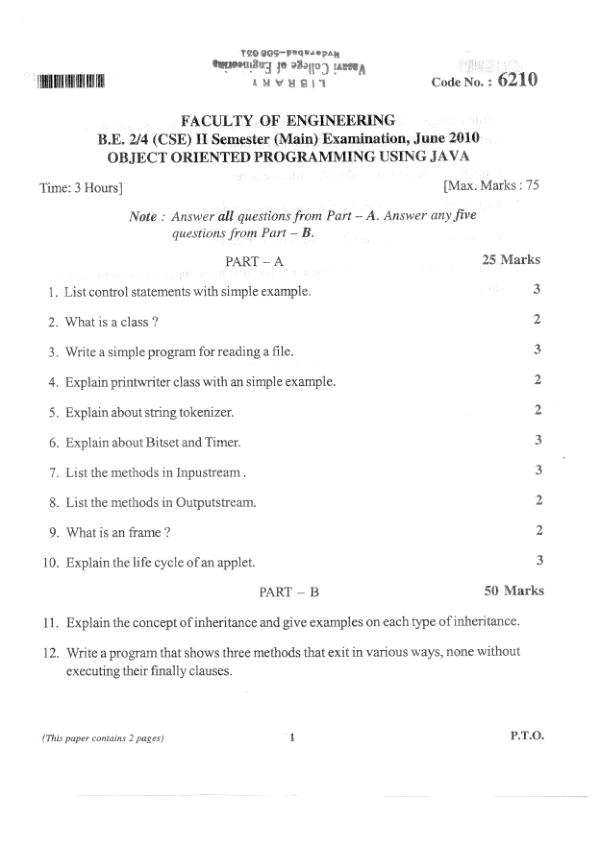 LIBRARY
Vasavi College of Engineering
Hyderabad-500 031
Code No. : 6210
FACULTY OF ENGINEERING
B.E. 2/4 (CSE) II Semester (Main) Examination, June 2010
OBJECT ORIENTED PROGRAMMING USING JAVA
Time: 3 Hours] [Max. Marks : 75
Note : Answer all questions from Part – A. Answer any five
questions from Part – B.
PART – A 25 Marks
1. List control statements with simple example. 3
2. What is a class ? 2
3. Write a simple program for reading a file. 3
4. Explain printwriter class with an simple example. 2
5. Explain about string tokenizer. 2
6. Explain about Bitset and Timer. 3
7. List the methods in Inpustream . 3
8. List the methods in Outputstream. 2
9. What is an frame ? 2
10. Explain the life cycle of an applet. 3
PART – B 50 Marks
11. Explain the concept of inheritance and give examples on each type of inheritance.
12. Write a program that shows three methods that exit in various ways, none without
executing their finally clauses.
(This paper contains 2 pages) 1 P.T.O.